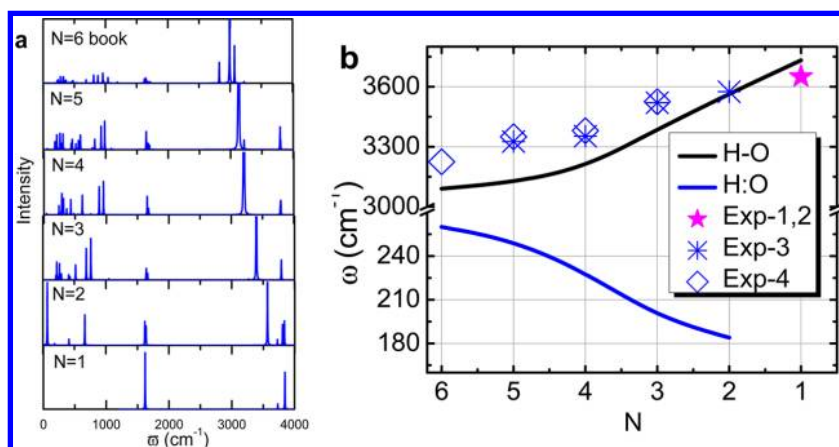 a
N=6 book
N=5
N=4
N=3
N=2
N=1
Intensity
0 1000 2000 3000 4000
ϖ (cm⁻¹)
b
3600
3300
3000
240
210
180
ω (cm⁻¹)
H-O
H:O
Exp-1,2
Exp-3
Exp-4
6 5 4 3 2 1
N